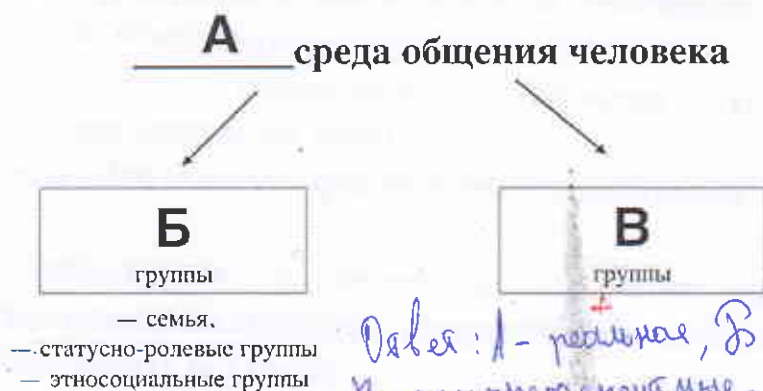 А
среда общения человека
Б
группы
В
группы
— семья,
— статусно-ролевые группы
— этносоциальные группы
Ответ: А - реальная, Б